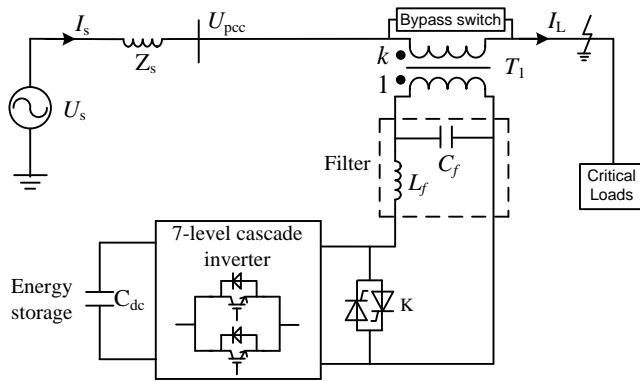 I_s
U_pcc
Bypass switch
I_L
Z_s
k
T_1
1
U_s
Filter
C_f
L_f
Critical
Loads
7-level cascade
inverter
Energy
storage
C_dc
K